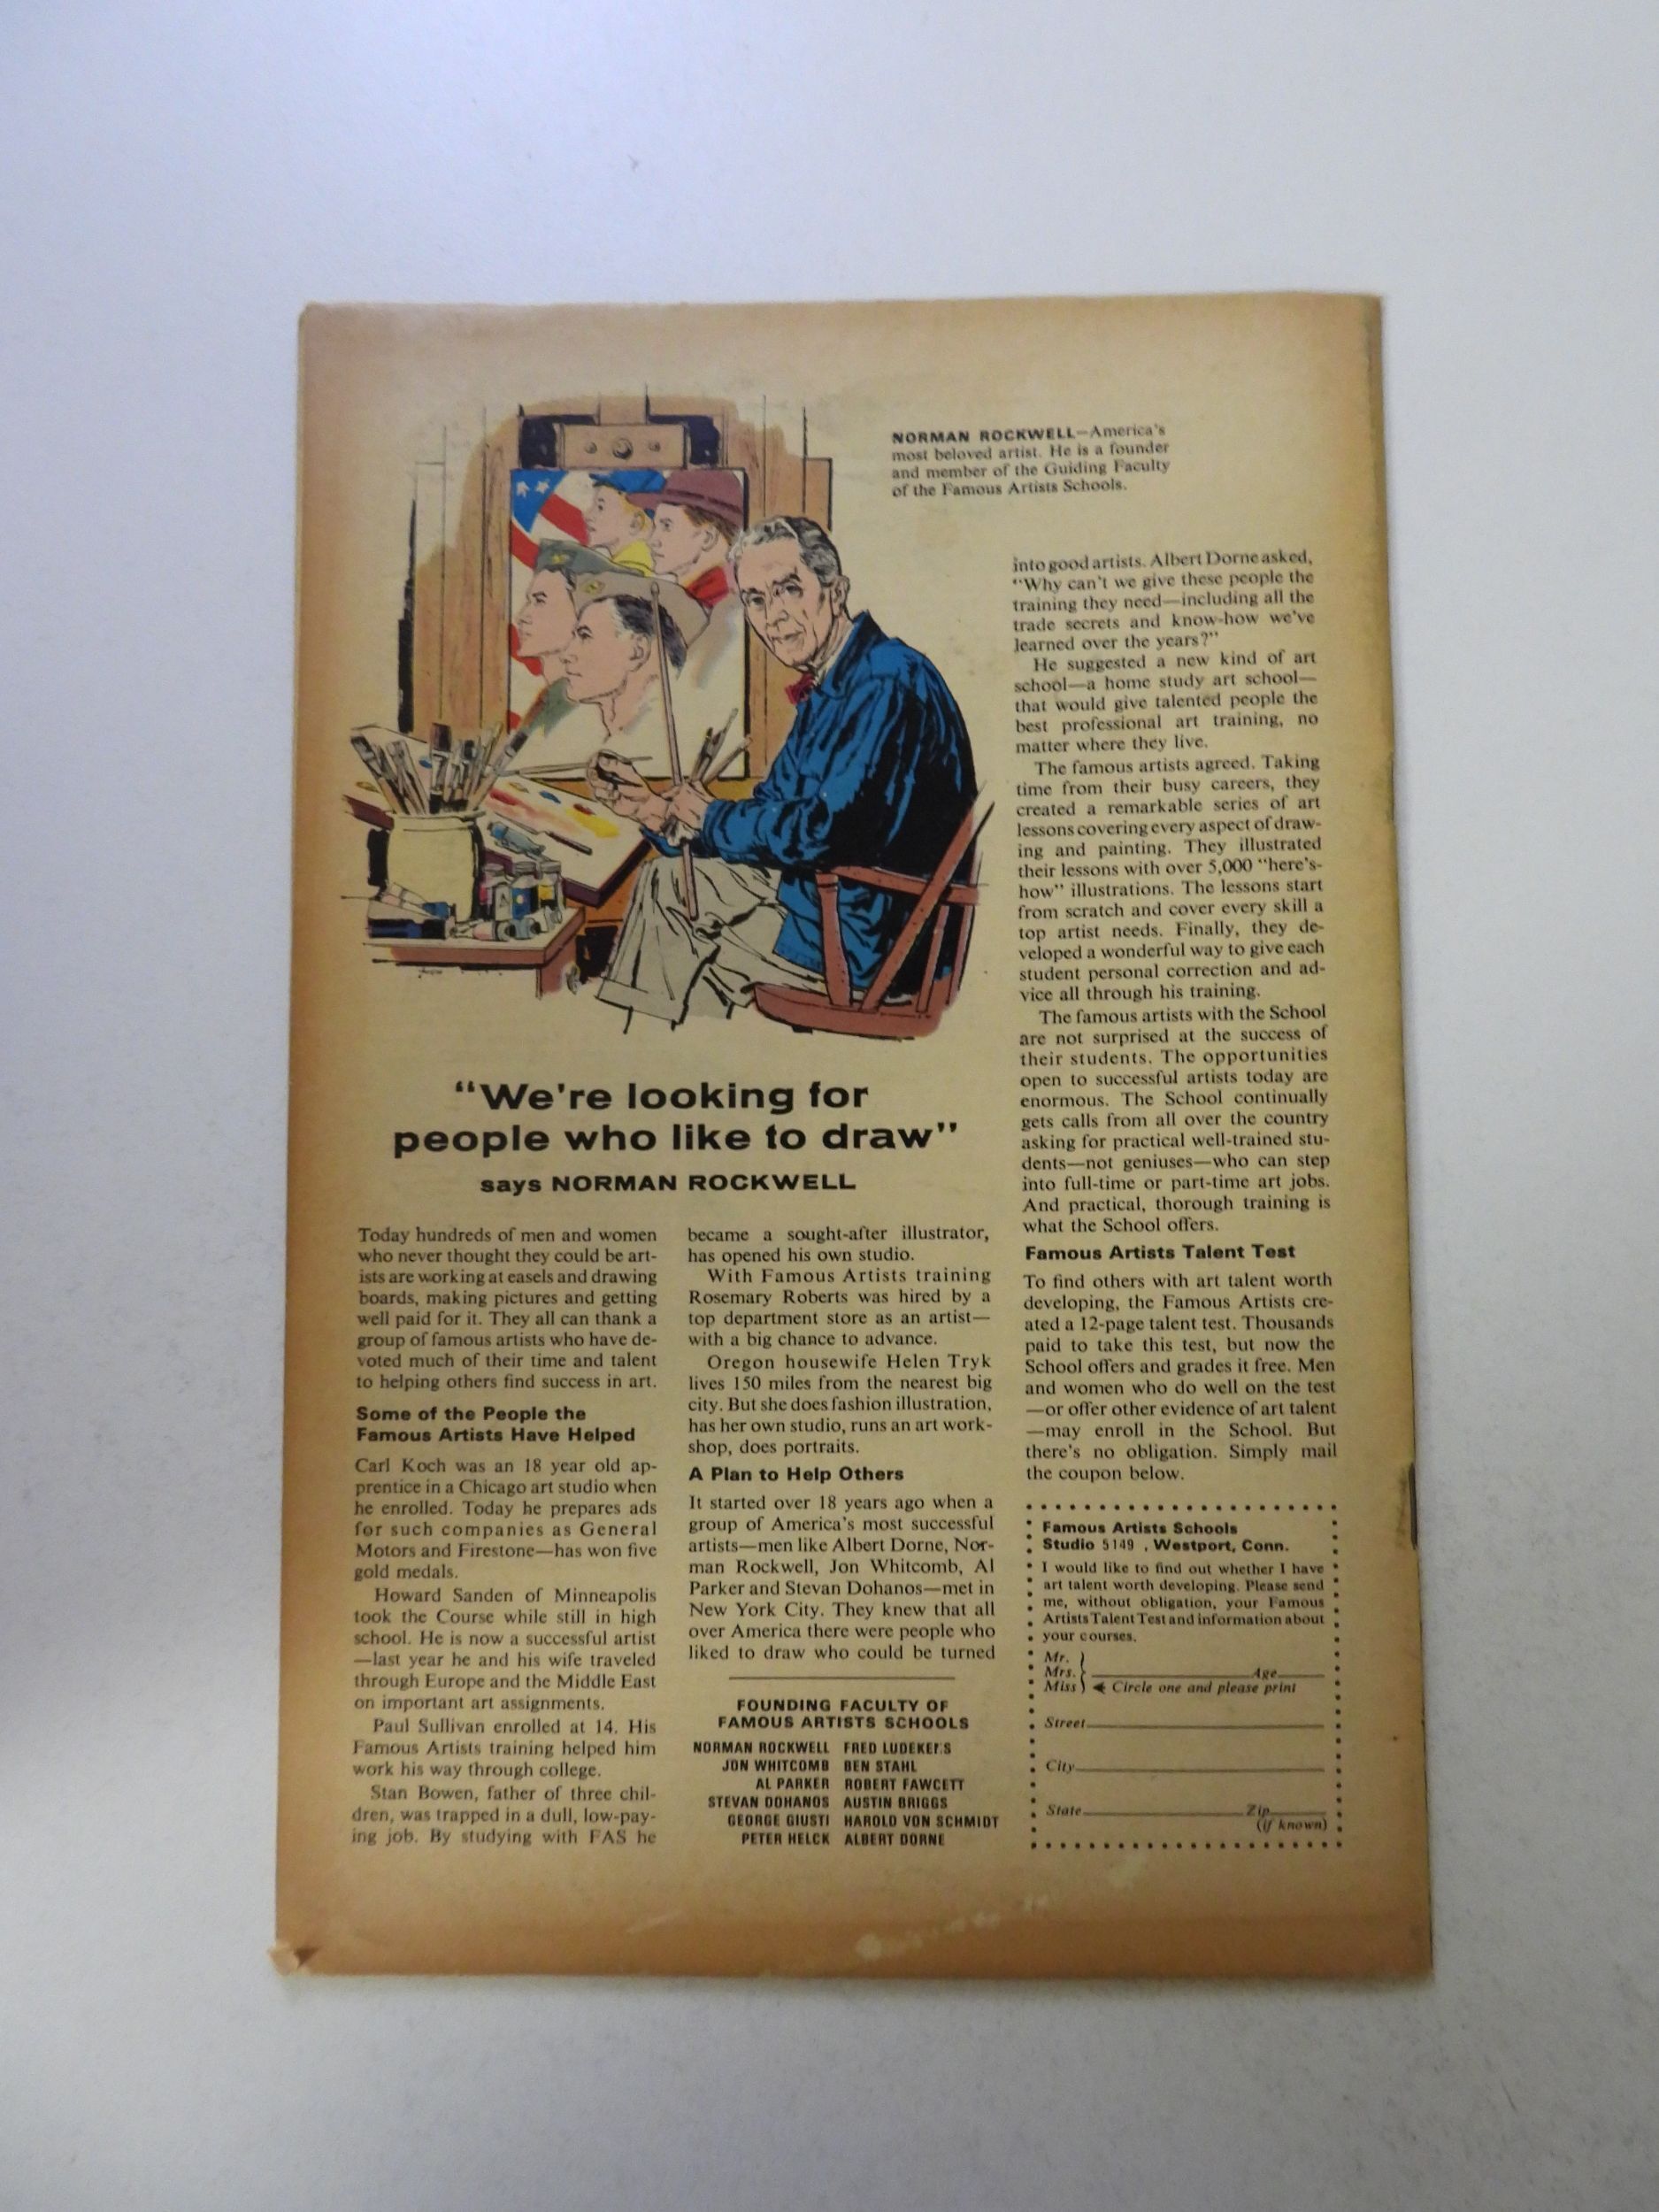 NORMAN ROCKWELL—America's
most beloved artist. He is a founder
and member of the Guiding Faculty
of the Famous Artists Schools.
"We're looking for
people who like to draw"
says NORMAN ROCKWELL
Today hundreds of men and women
who never thought they could be art-
ists are working at easels and drawing
boards, making pictures and getting
well paid for it. They all can thank a
group of famous artists who have de-
voted much of their time and talent
to helping others find success in art.
Some of the People the
Famous Artists Have Helped
Carl Koch was an 18 year old ap-
prentice in a Chicago art studio when
he enrolled. Today he prepares ads
for such companies as General
Motors and Firestone—has won five
gold medals.
Howard Sanden of Minneapolis
took the Course while still in high
school. He is now a successful artist
—last year he and his wife traveled
through Europe and the Middle East
on important art assignments.
Paul Sullivan enrolled at 14. His
Famous Artists training helped him
work his way through college.
Stan Bowen, father of three chil-
dren, was trapped in a dull, low-pay-
ing job. By studying with FAS he
became a sought-after illustrator,
has opened his own studio.
With Famous Artists training
Rosemary Roberts was hired by a
top department store as an artist—
with a big chance to advance.
Oregon housewife Helen Tryk
lives 150 miles from the nearest big
city. But she does fashion illustration,
has her own studio, runs an art work-
shop, does portraits.
A Plan to Help Others
It started over 18 years ago when a
group of America's most successful
artists—men like Albert Dorne, Nor-
man Rockwell, Jon Whitcomb, Al
Parker and Stevan Dohanos—met in
New York City. They knew that all
over America there were people who
liked to draw who could be turned
FOUNDING FACULTY OF
FAMOUS ARTISTS SCHOOLS
NORMAN ROCKWELL FRED LUDEKENS
JON WHITCOMB BEN STAHL
AL PARKER ROBERT FAWCETT
STEVAN DOHANOS AUSTIN BRIGGS
GEORGE GIUSTI HAROLD VON SCHMIDT
PETER HELCK ALBERT DORNE
into good artists. Albert Dorne asked,
"Why can't we give these people the
training they need—including all the
trade secrets and know-how we've
learned over the years?"
He suggested a new kind of art
school—a home study art school—
that would give talented people the
best professional art training, no
matter where they live.
The famous artists agreed. Taking
time from their busy careers, they
created a remarkable series of art
lessons covering every aspect of draw-
ing and painting. They illustrated
their lessons with over 5,000 "here's-
how" illustrations. The lessons start
from scratch and cover every skill a
top artist needs. Finally, they de-
veloped a wonderful way to give each
student personal correction and ad-
vice all through his training.
The famous artists with the School
are not surprised at the success of
their students. The opportunities
open to successful artists today are
enormous. The School continually
gets calls from all over the country
asking for practical well-trained stu-
dents—not geniuses—who can step
into full-time or part-time art jobs.
And practical, thorough training is
what the School offers.
Famous Artists Talent Test
To find others with art talent worth
developing, the Famous Artists cre-
ated a 12-page talent test. Thousands
paid to take this test, but now the
School offers and grades it free. Men
and women who do well on the test
—or offer other evidence of art talent
—may enroll in the School. But
there's no obligation. Simply mail
the coupon below.
Famous Artists Schools
Studio 5149 , Westport, Conn.
I would like to find out whether I have
art talent worth developing. Please send
me, without obligation, your Famous
Artists Talent Test and information about
your courses.
Mr.
Mrs. Age
Miss Circle one and please print
Street
City
State Zip
(if known)